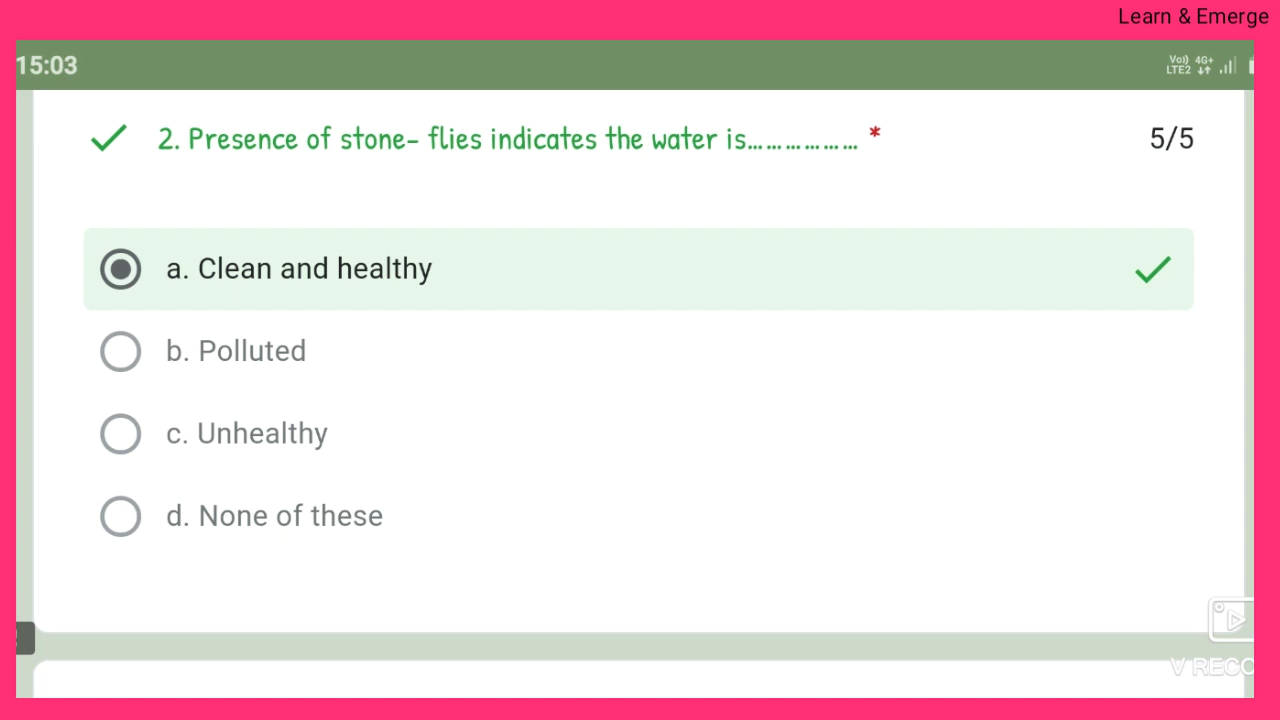 Learn & Emerge
15:03
Vo)) 4G+
LTE2
2. Presence of stone- flies indicates the water is.................. *
5/5
a. Clean and healthy
b. Polluted
c. Unhealthy
d. None of these
V RECO